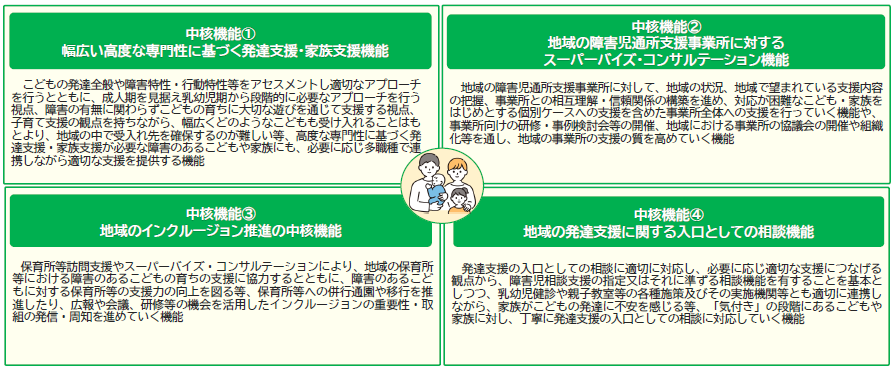 中核機能①
幅広い高度な専門性に基づく発達支援・家族支援機能
こどもの発達全般や障害特性・行動特性等をアセスメントし適切なアプローチ
を行うとともに、成人期を見据え乳幼児期から段階的に必要なアプローチを行う
視点、障害の有無に関わらずこどもの育ちに大切な遊びを通じて支援する視点、
子育て支援の観点を持ちながら、幅広くどのようなこどもも受け入れることはも
とより、地域の中で受入れ先を確保するのが難しい等、高度な専門性に基づく発
達支援・家族支援が必要な障害のあるこどもや家族にも、必要に応じ多職種で連
携しながら適切な支援を提供する機能
中核機能②
地域の障害児通所支援事業所に対する
スーパーバイズ・コンサルテーション機能
地域の障害児通所支援事業所に対して、地域の状況、地域で望まれている支援内容
の把握、事業所との相互理解・信頼関係の構築を進め、対応が困難なこども・家族を
はじめとする個別ケースへの支援を含めた事業所全体への支援を行っていく機能や、
事業所向けの研修・事例検討会等の開催、地域における事業所の協議会の開催や組織
化等を通し、地域の事業所の支援の質を高めていく機能
中核機能③
地域のインクルージョン推進の中核機能
保育所等訪問支援やスーパーバイズ・コンサルテーションにより、地域の保育所
等における障害のあるこどもの育ちの支援に協力するとともに、障害のあるこど
もに対する保育所等の支援力の向上を図る等、保育所等への併行通園や移行を推
進したり、広報や会議、研修等の機会を活用したインクルージョンの重要性・取
組の発信・周知を進めていく機能
中核機能④
地域の発達支援に関する入口としての相談機能
発達支援の入口としての相談に適切に対応し、必要に応じ適切な支援につなげる
観点から、障害児相談支援の指定又はそれに準ずる相談機能を有することを基本と
しつつ、乳幼児健診や親子教室等の各種施策及びその実施機関等とも適切に連携し
ながら、家族がこどもの発達に不安を感じる等、「気付き」の段階にあるこどもや
家族に対し、丁寧に発達支援の入口としての相談に対応していく機能